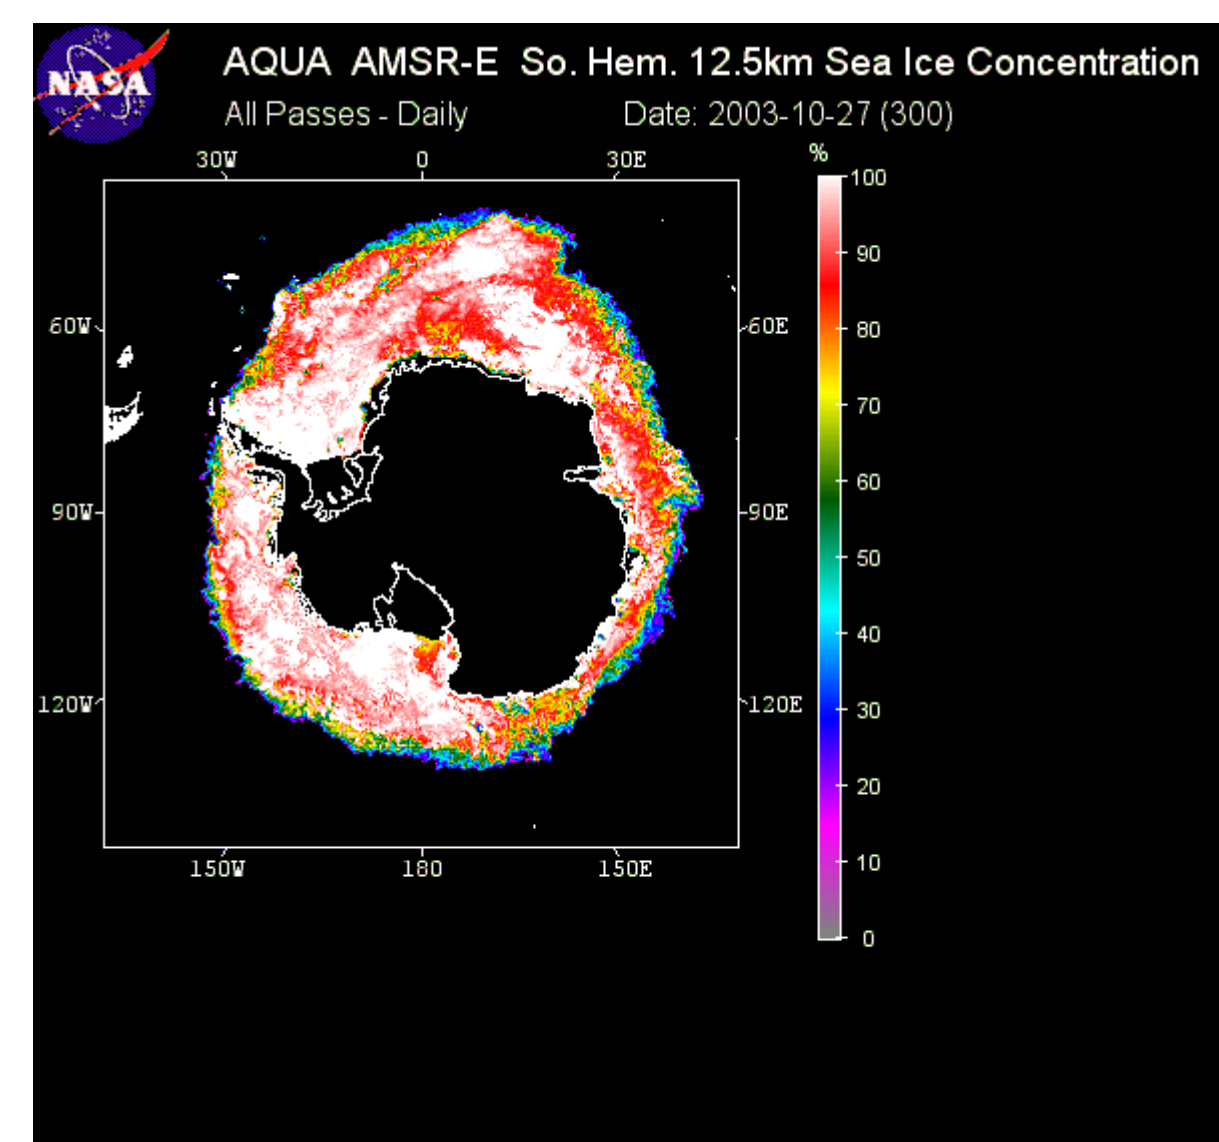 NASA
AQUA AMSR-E So. Hem. 12.5km Sea Ice Concentration
All Passes - Daily Date: 2003-10-27 (300)
30W 0 30E %
100
90
60W 60E 80
70
60
90W 90E
50
40
120W 120E 30
20
150W 180 150E 10
0